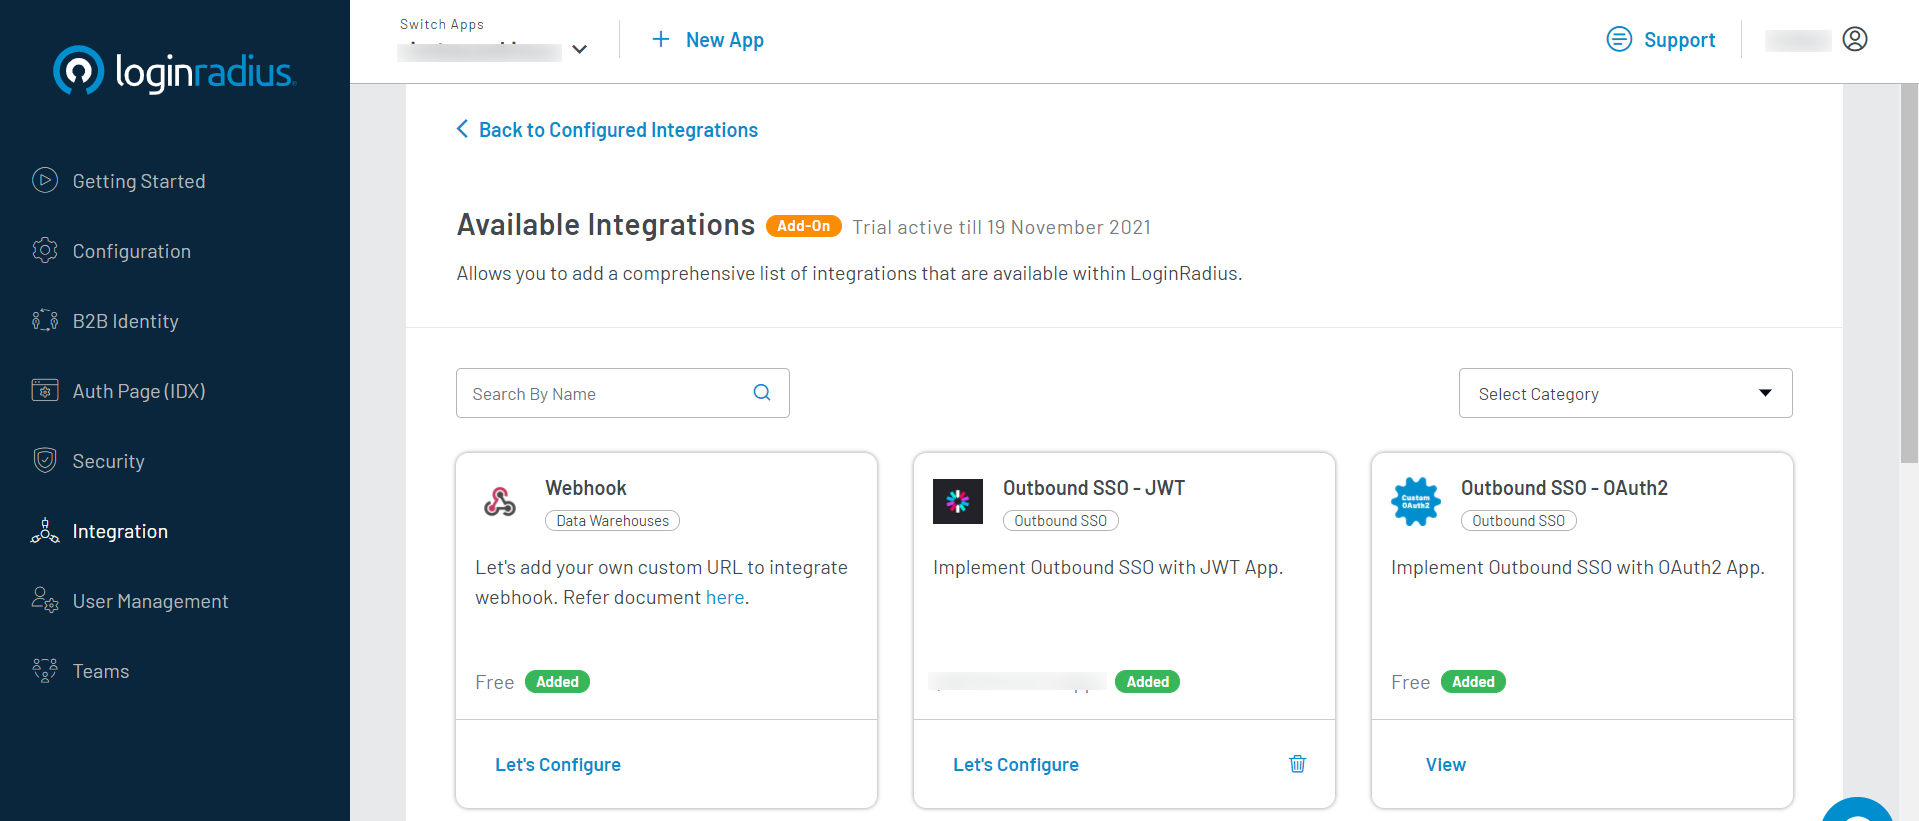 loginradius
Getting Started
Configuration
B2B Identity
Auth Page (IDX)
Security
Integration
User Management
Teams
Switch Apps
New App
Support
Back to Configured Integrations
Available Integrations Add-On Trial active till 19 November 2021
Allows you to add a comprehensive list of integrations that are available within LoginRadius.
Search By Name
Select Category
Webhook
Data Warehouses
Let's add your own custom URL to integrate
webhook. Refer document here.
Free Added
Let's Configure
Outbound SSO - JWT
Outbound SSO
Implement Outbound SSO with JWT App.
Added
Let's Configure
Custom
OAuth2
Outbound SSO - OAuth2
Outbound SSO
Implement Outbound SSO with OAuth2 App.
Free Added
View